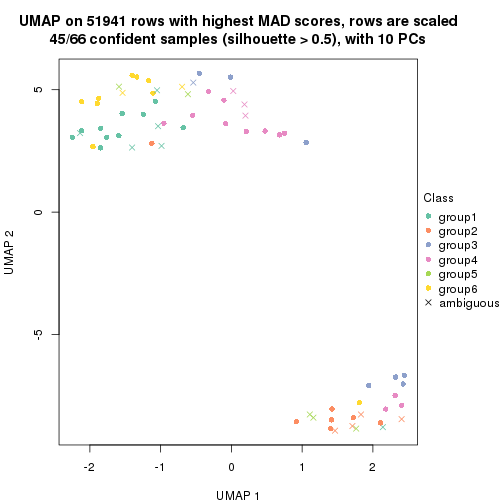 UMAP on 51941 rows with highest MAD scores, rows are scaled
45/66 confident samples (silhouette > 0.5), with 10 PCs
5
0
-5
UMAP 2
-2
-1
0
1
2
UMAP 1
Class
group1
group2
group3
group4
group5
group6
ambiguous